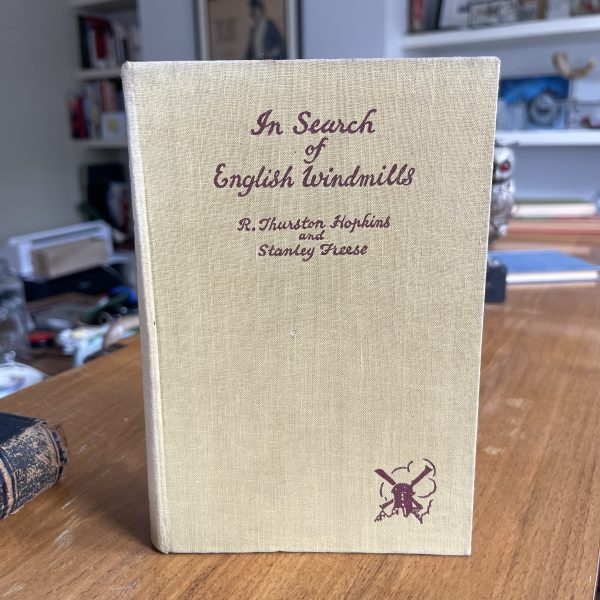 In Search
of
English Windmills
R. Thurston Hopkins
and
Stanley Freese